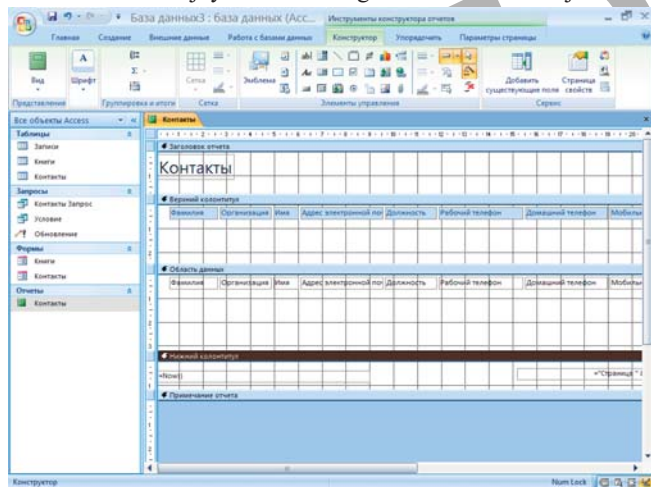 База данных3 : база данных (Acc...
Инструменты конструктора отчетов
Главная
Создание
Внешние данные
Работа с базами данных
Конструктор
Упорядочить
Параметры страницы
Вид
Шрифт
Сетка
Эмблема
Добавить существующие поля
Страница свойств
Представления
Группировка и итоги
Сетка
Элементы управления
Сервис
Все объекты Access
Таблицы
Записи
Книги
Контакты
Запросы
Контакты Запрос
Условие
Обновление
Формы
Книги
Контакты
Отчеты
Контакты
Контакты
Заголовок отчета
Контакты
Верхний колонтитул
Фамилия Организация Имя Адрес электронной по Должность Рабочий телефон Домашний телефон Мобильн
Область данных
Фамилия Организация Имя Адрес электронной по Должность Рабочий телефон Домашний телефон Мобильн
Нижний колонтитул
=Now()
="Страница "
Примечание отчета
Конструктор
Num Lock